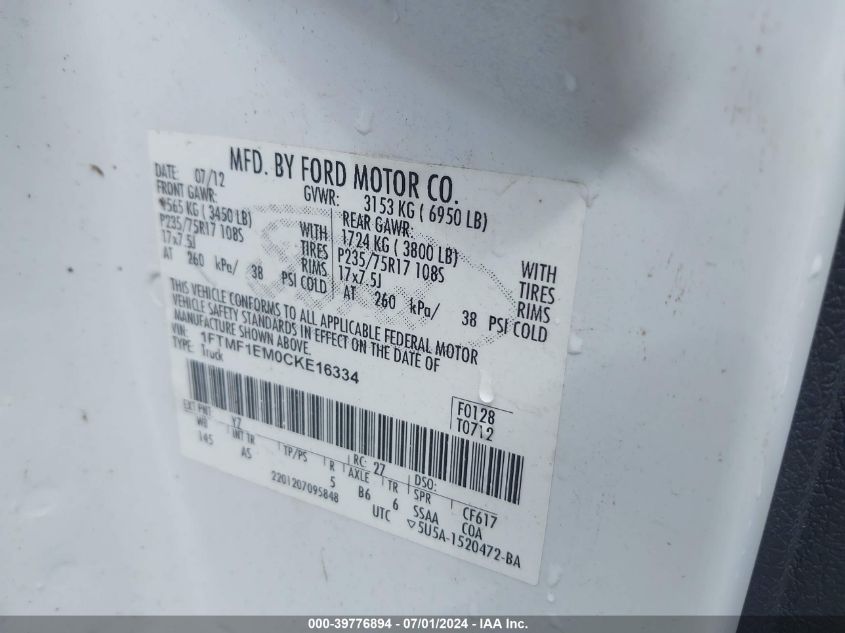 MFD. BY FORD MOTOR CO.
DATE: 07/12
GVWR: 3153 KG ( 6950 LB)
FRONT GAWR:
1565 KG ( 3450 LB)
WITH
P235/75R17 108S
TIRES
17x7.5J
RIMS
AT 260 kPa/ 38 PSI COLD
REAR GAWR:
1724 KG ( 3800 LB)
WITH
P235/75R17 108S
TIRES
17x7.5J
RIMS
AT 260 kPa/ 38 PSI COLD
THIS VEHICLE CONFORMS TO ALL APPLICABLE FEDERAL MOTOR
VEHICLE SAFETY STANDARDS IN EFFECT ON THE DATE OF
MANUFACTURE SHOWN ABOVE.
VIN: 1FTMF1EM0CKE16334
TYPE: Truck
F0128
T0712
EXT PNT: YZ RC: 27 DSO:
WB INT TR TP/PS R AXLE TR SPR
145 AS 5 B6 6 SSAA CF617
COA
2201207095848
UTC ▽5U5A-1520472-BA
000-39776894 / 07/01/2024 - IAA Inc.